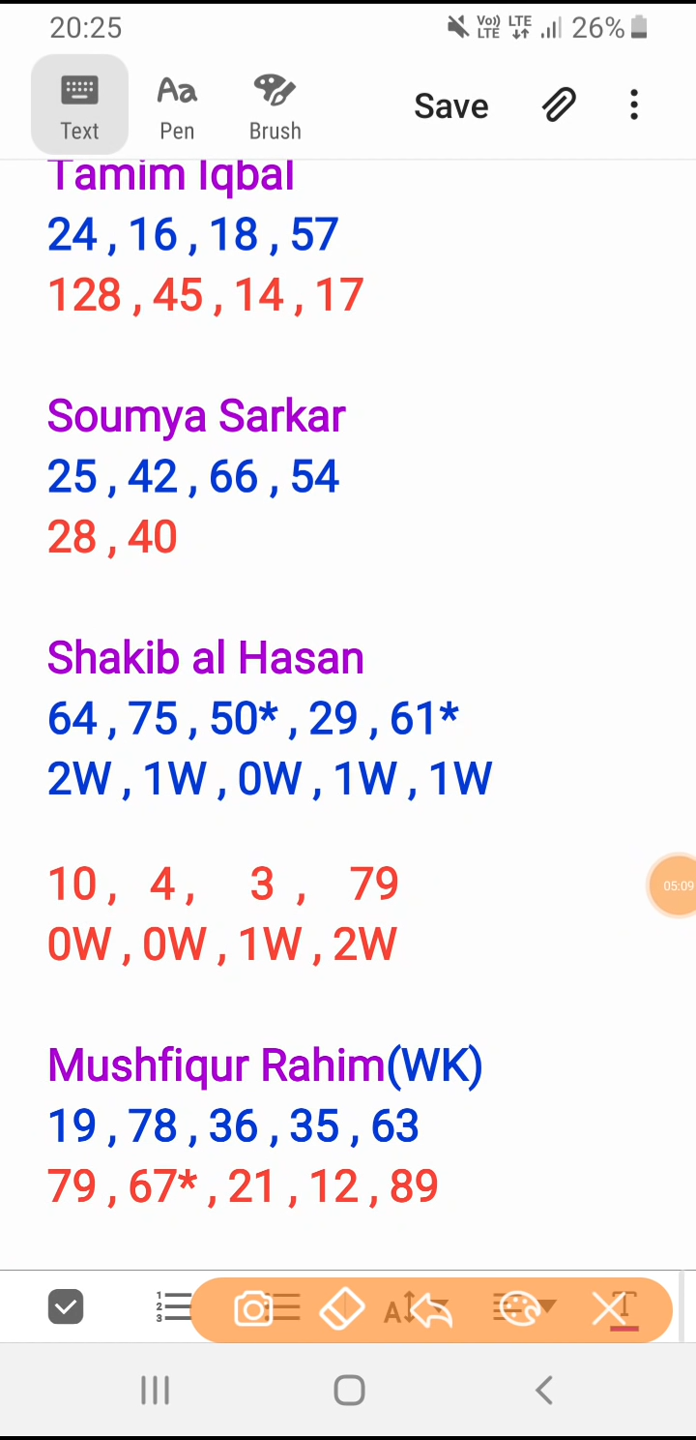 20:25 Vo)) LTE LTE 26%
Text Pen Brush Save
Tamim Iqbal
24 , 16 , 18 , 57
128 , 45 , 14 , 17
Soumya Sarkar
25 , 42 , 66 , 54
28 , 40
Shakib al Hasan
64 , 75 , 50* , 29 , 61*
2W , 1W , 0W , 1W , 1W
10 , 4 , 3 , 79
0W , 0W , 1W , 2W
05:09
Mushfiqur Rahim(WK)
19 , 78 , 36 , 35 , 63
79 , 67* , 21 , 12 , 89